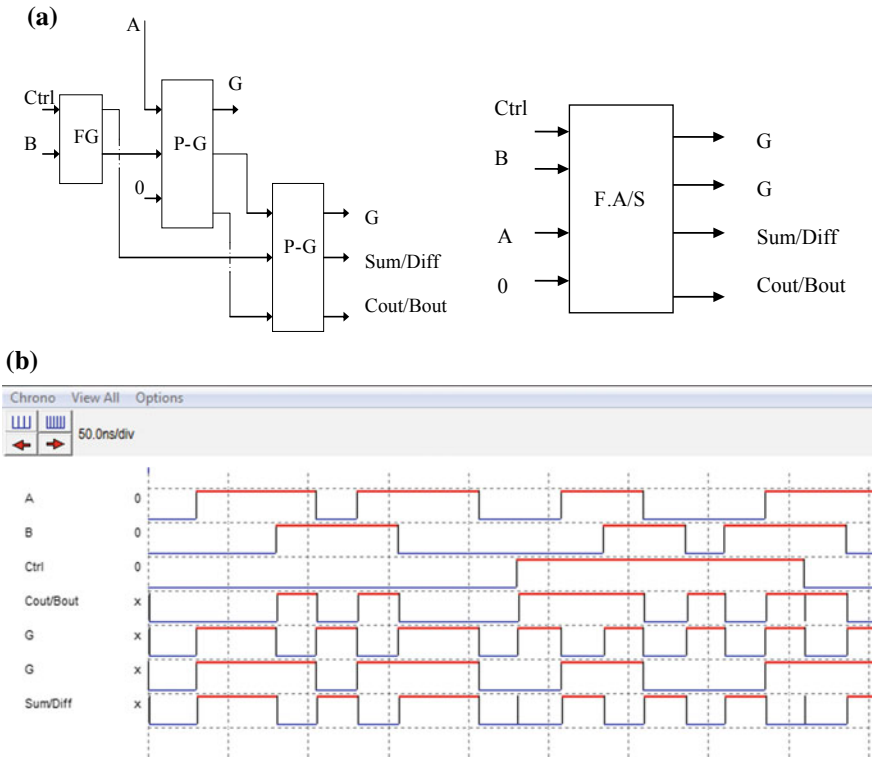 (a)
A
Ctrl
B
FG
P-G
0
G
P-G
G
Sum/Diff
Cout/Bout
Ctrl
B
A
0
F.A/S
G
G
Sum/Diff
Cout/Bout
(b)
Chrono View All Options
50.0ns/div
A 0
B 0
Ctrl 0
Cout/Bout x
G x
G x
Sum/Diff x